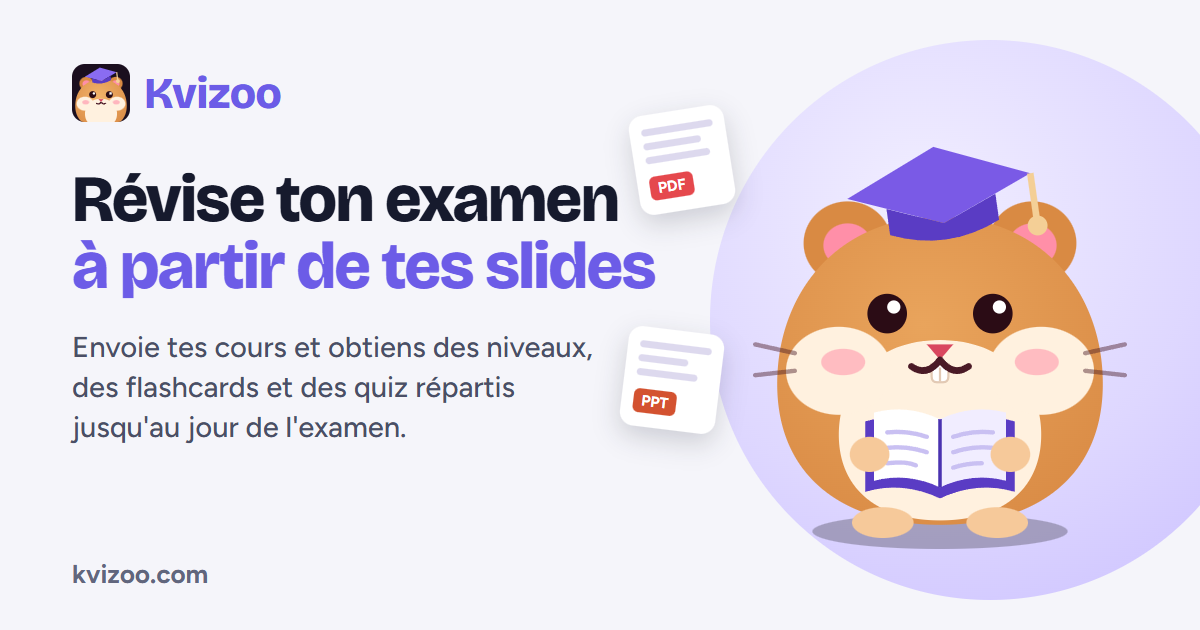 Kvizoo
Révise ton examen
à partir de tes slides
Envoie tes cours et obtiens des niveaux,
des flashcards et des quiz répartis
jusqu'au jour de l'examen.
kvizoo.com
PDF
PPT